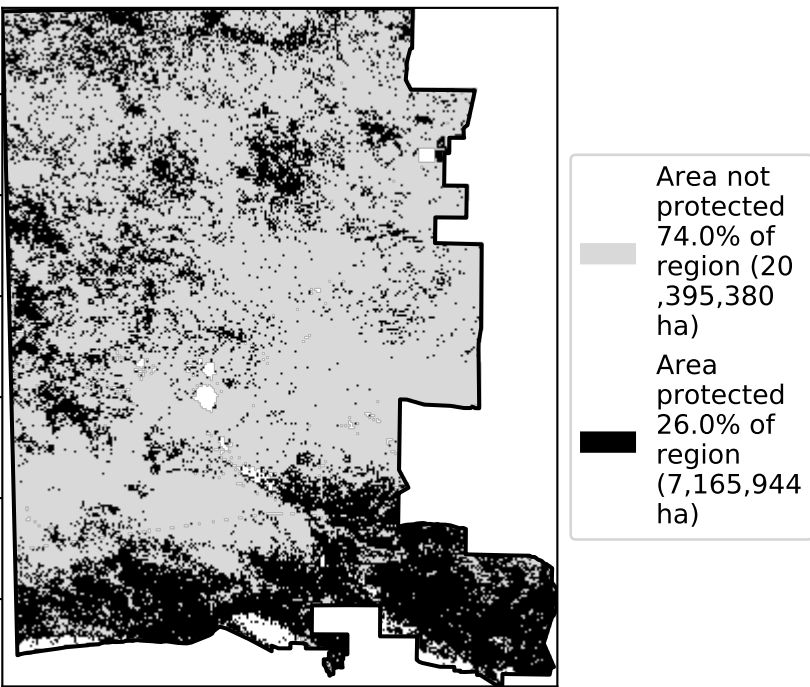 Area not
protected
74.0% of
region (20
,395,380
ha)
Area
protected
26.0% of
region
(7,165,944
ha)